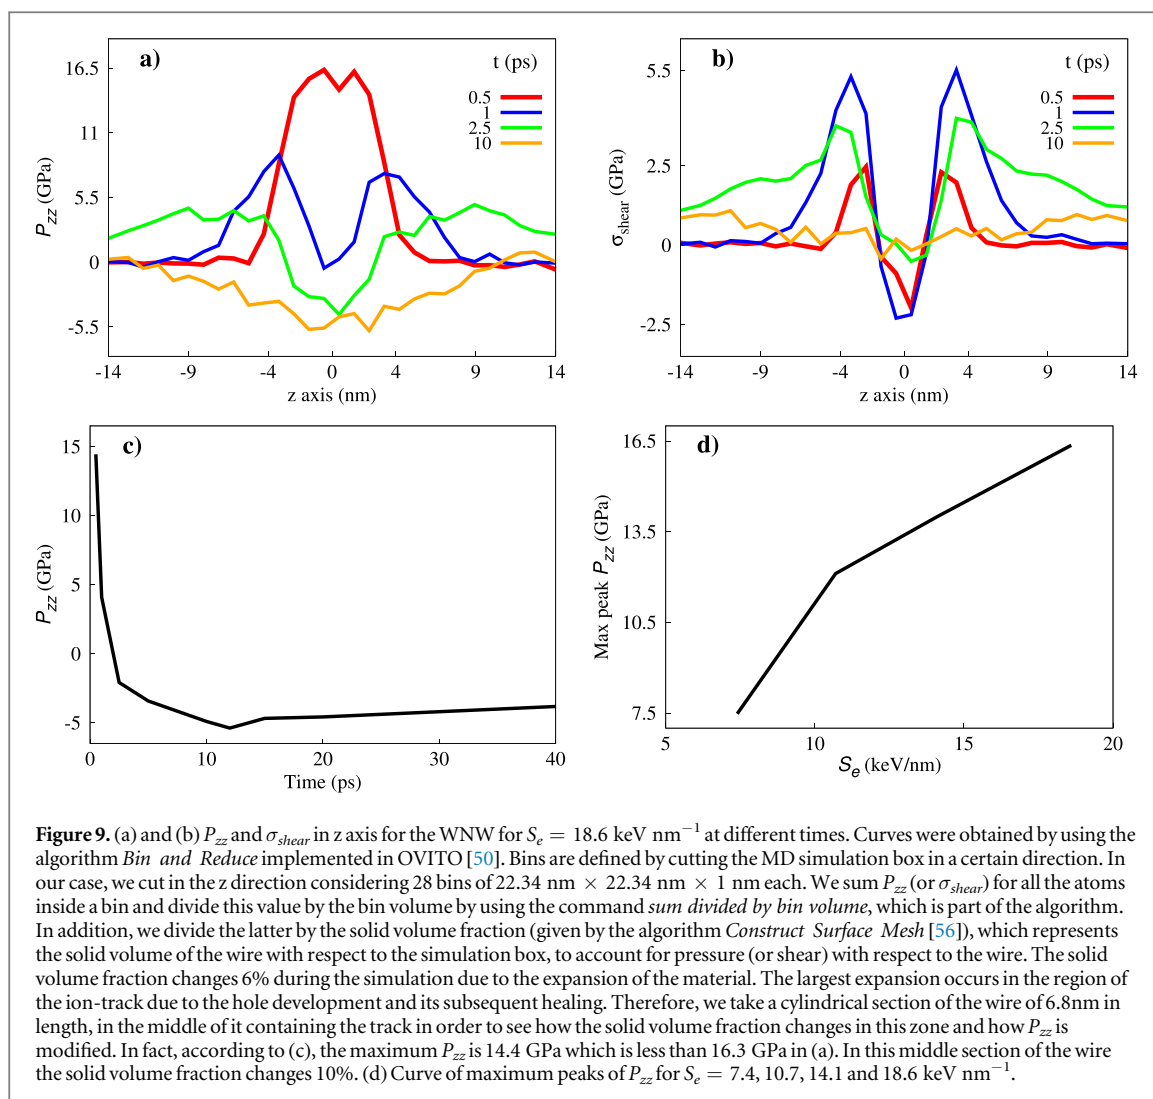 a)
t (ps)
0.5
1
2.5
10
16.5
11
5.5
0
-5.5
P_zz (GPa)
-14 -9 -4 0 4 9 14
z axis (nm)
b)
t (ps)
0.5
1
2.5
10
5.5
2.5
0
-2.5
σ_shear (GPa)
-14 -9 -4 0 4 9 14
z axis (nm)
c)
15
10
5
0
-5
P_zz (GPa)
0 10 20 30 40
Time (ps)
d)
16.5
13.5
10.5
7.5
Max peak P_zz (GPa)
5 10 15 20
S_e (keV/nm)
Figure 9. (a) and (b) P_zz and σ_shear in z axis for the WNW for S_e = 18.6 keV nm⁻¹ at different times. Curves were obtained by using the
algorithm Bin and Reduce implemented in OVITO [50]. Bins are defined by cutting the MD simulation box in a certain direction. In
our case, we cut in the z direction considering 28 bins of 22.34 nm × 22.34 nm × 1 nm each. We sum P_zz (or σ_shear) for all the atoms
inside a bin and divide this value by the bin volume by using the command sum divided by bin volume, which is part of the algorithm.
In addition, we divide the latter by the solid volume fraction (given by the algorithm Construct Surface Mesh [56]), which represents
the solid volume of the wire with respect to the simulation box, to account for pressure (or shear) with respect to the wire. The solid
volume fraction changes 6% during the simulation due to the expansion of the material. The largest expansion occurs in the region of
the ion-track due to the hole development and its subsequent healing. Therefore, we take a cylindrical section of the wire of 6.8nm in
length, in the middle of it containing the track in order to see how the solid volume fraction changes in this zone and how P_zz is
modified. In fact, according to (c), the maximum P_zz is 14.4 GPa which is less than 16.3 GPa in (a). In this middle section of the wire
the solid volume fraction changes 10%. (d) Curve of maximum peaks of P_zz for S_e = 7.4, 10.7, 14.1 and 18.6 keV nm⁻¹.